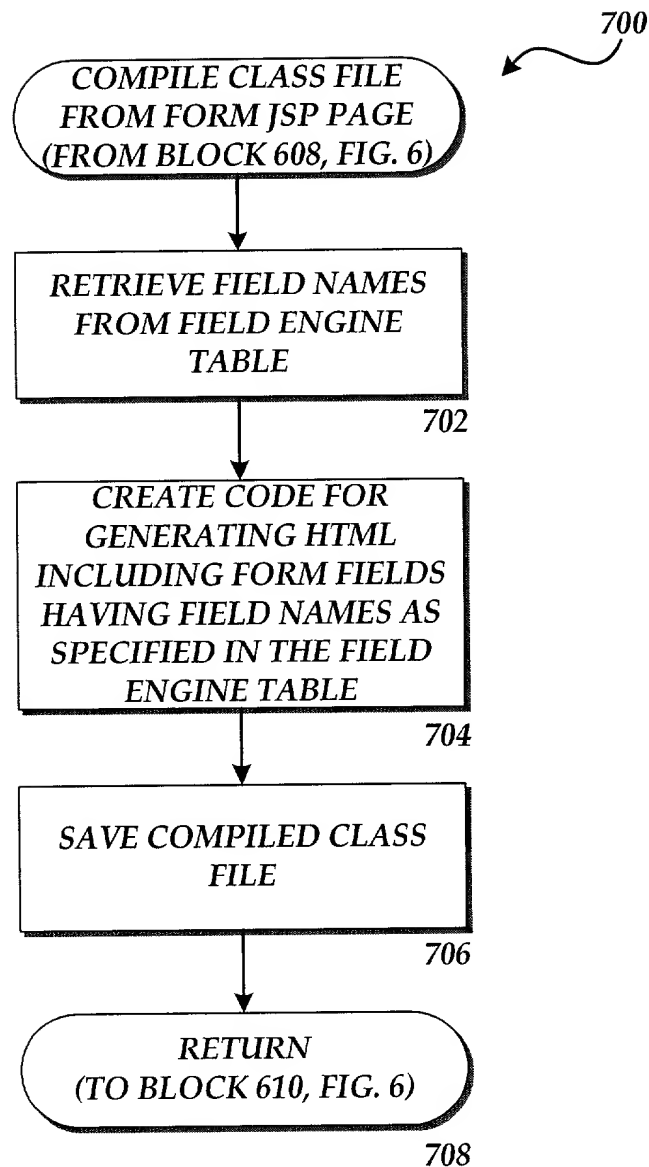 700
COMPILE CLASS FILE
FROM FORM JSP PAGE
(FROM BLOCK 608, FIG. 6)
RETRIEVE FIELD NAMES
FROM FIELD ENGINE
TABLE
702
CREATE CODE FOR
GENERATING HTML
INCLUDING FORM FIELDS
HAVING FIELD NAMES AS
SPECIFIED IN THE FIELD
ENGINE TABLE
704
SAVE COMPILED CLASS
FILE
706
RETURN
(TO BLOCK 610, FIG. 6)
708